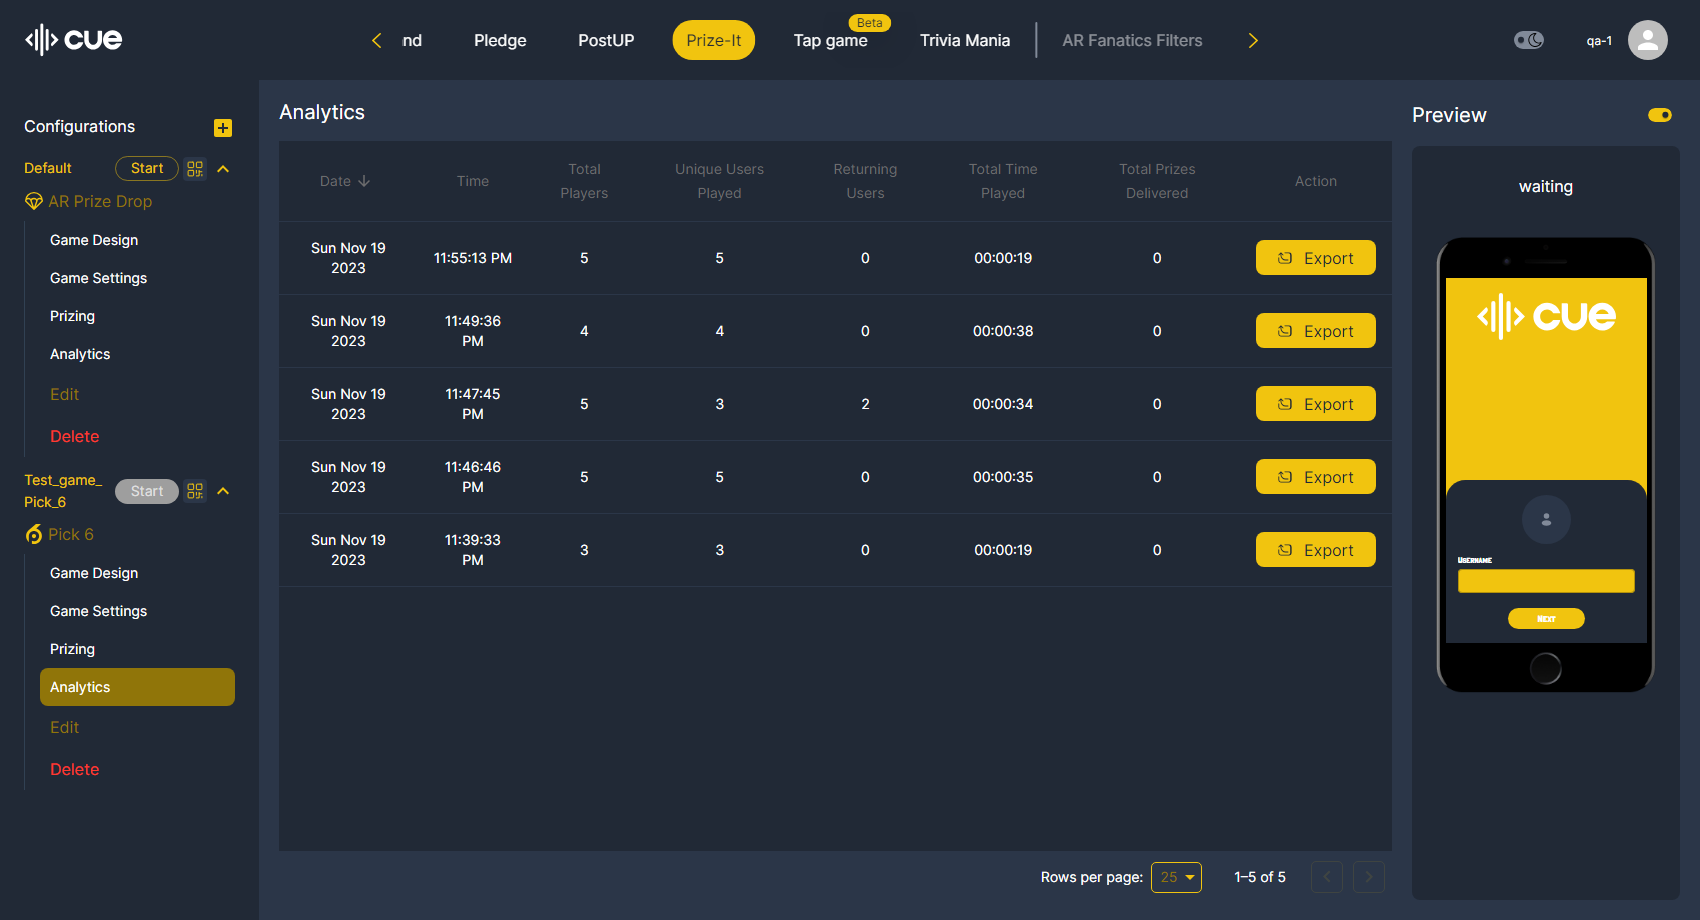 cue
nd
Pledge
PostUP
Prize-It
Beta
Tap game
Trivia Mania
AR Fanatics Filters
qa-1
Configurations
Default
Start
AR Prize Drop
Game Design
Game Settings
Prizing
Analytics
Edit
Delete
Test_game_
Pick_6
Start
Pick 6
Game Design
Game Settings
Prizing
Analytics
Edit
Delete
Analytics
Date
Time
Total
Players
Unique Users
Played
Returning
Users
Total Time
Played
Total Prizes
Delivered
Action
Sun Nov 19
2023
11:55:13 PM
5
5
0
00:00:19
0
Export
Sun Nov 19
2023
11:49:36
PM
4
4
0
00:00:38
0
Export
Sun Nov 19
2023
11:47:45
PM
5
3
2
00:00:34
0
Export
Sun Nov 19
2023
11:46:46
PM
5
5
0
00:00:35
0
Export
Sun Nov 19
2023
11:39:33
PM
3
3
0
00:00:19
0
Export
Rows per page:
25
1–5 of 5
Preview
waiting
cue
Username
Next